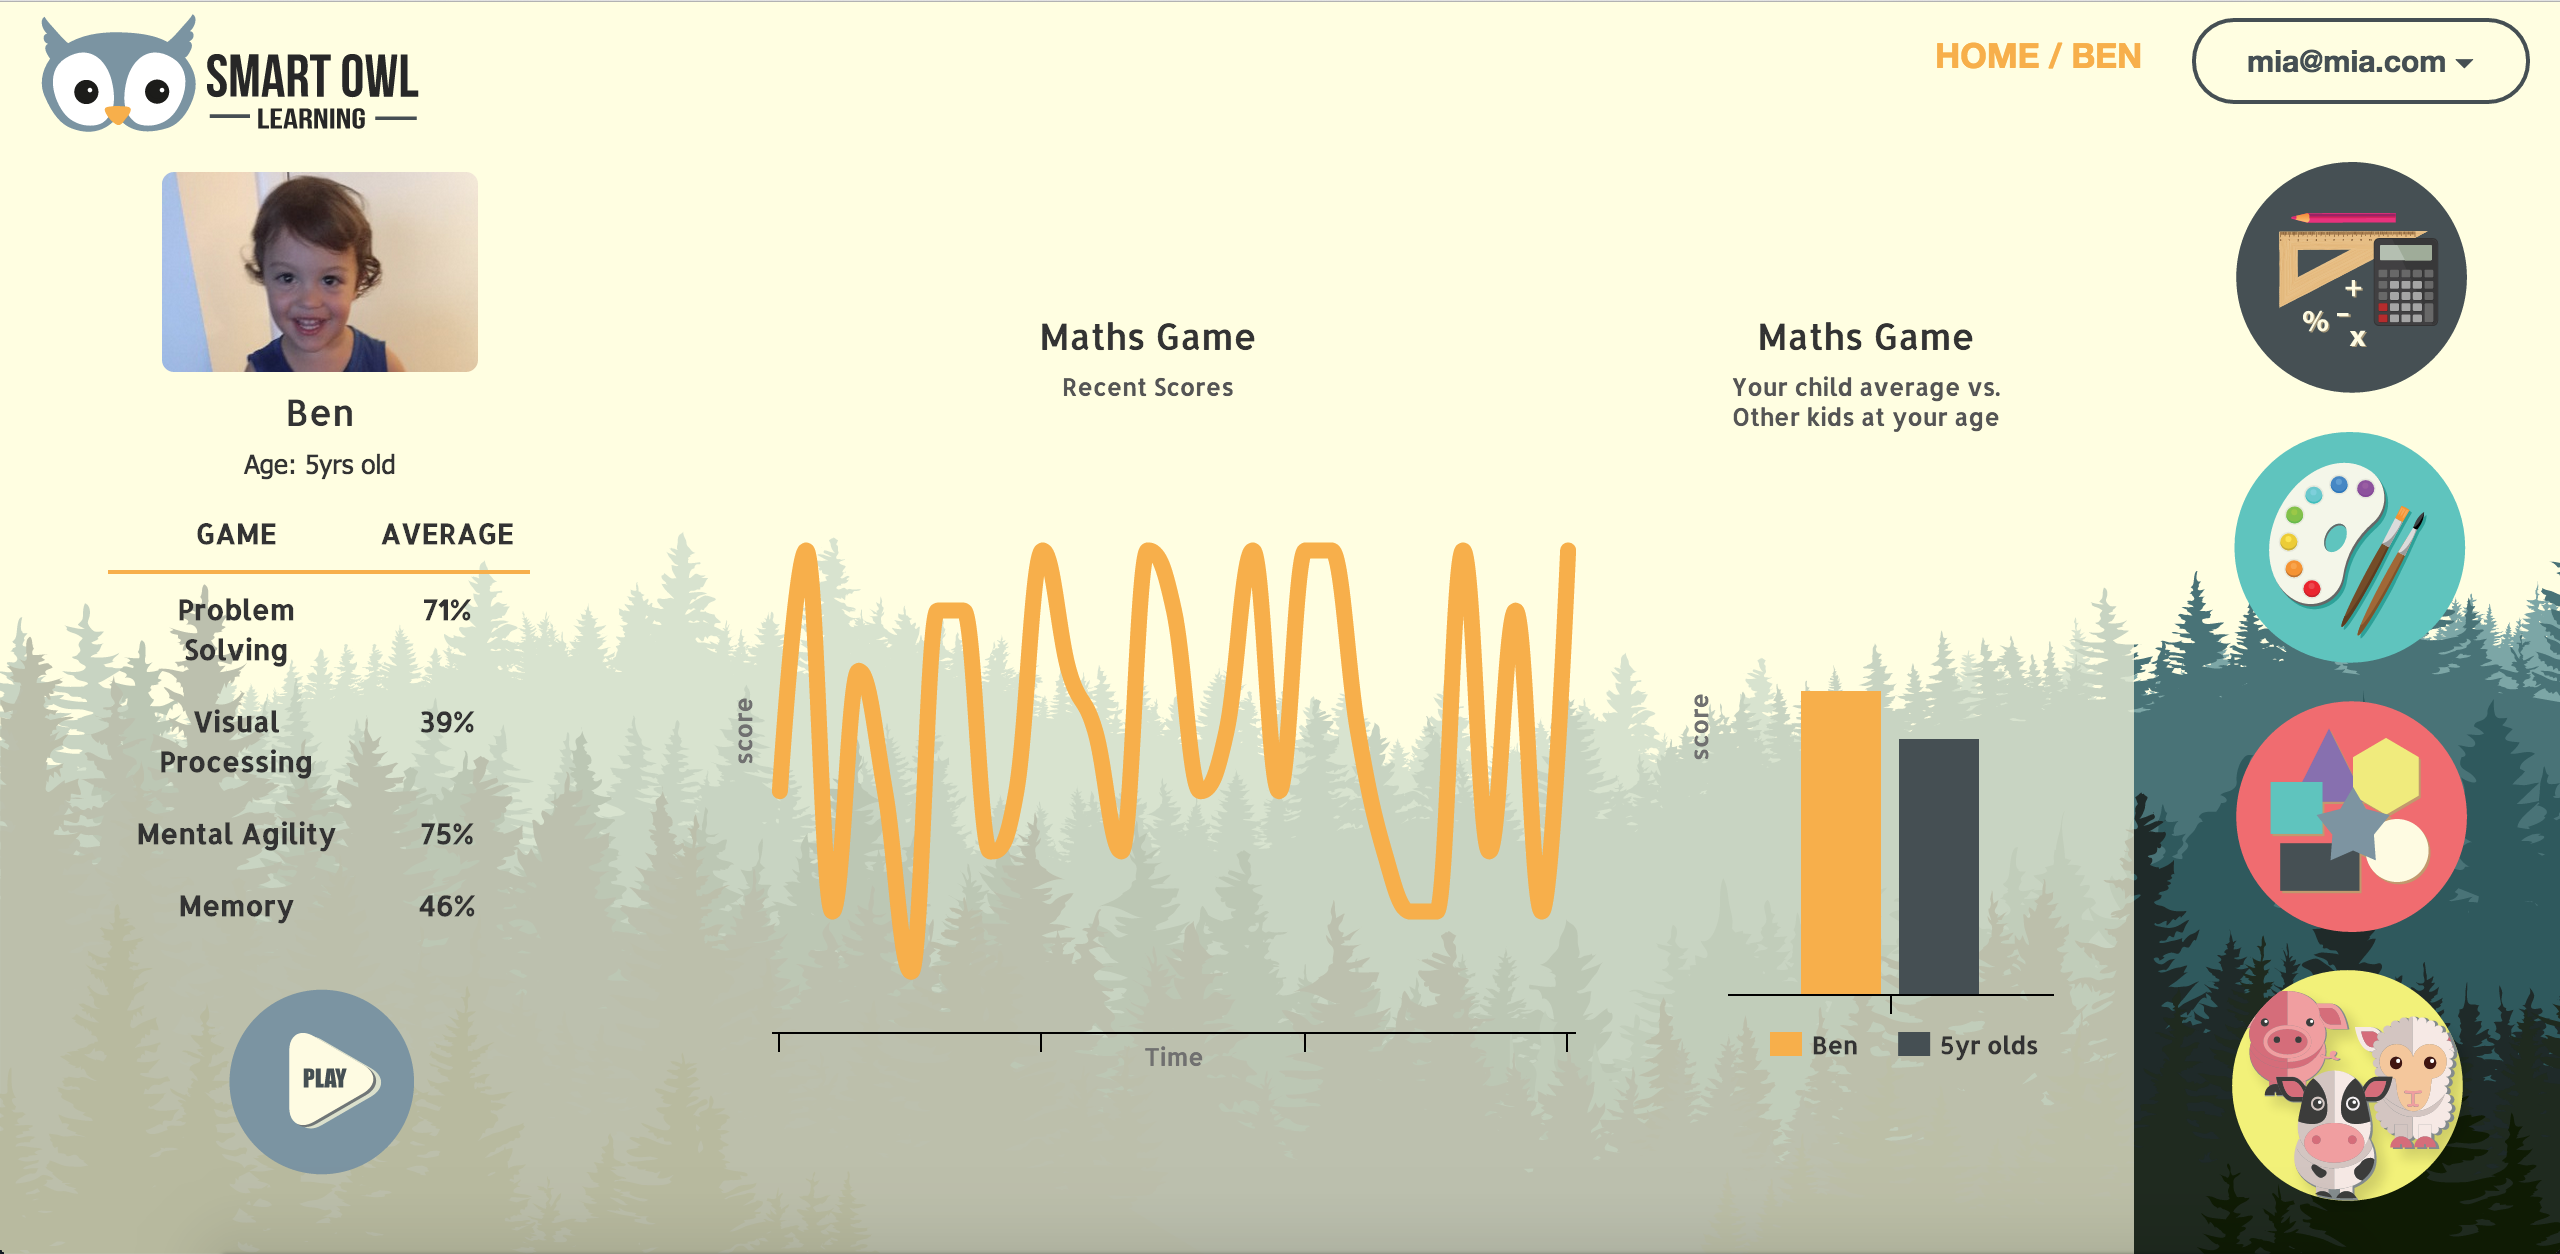 SMART OWL
LEARNING
HOME / BEN
mia@mia.com
Ben
Age: 5yrs old
GAME AVERAGE
Problem
Solving 71%
Visual
Processing 39%
Mental Agility 75%
Memory 46%
PLAY
Maths Game
Recent Scores
score
Time
Maths Game
Your child average vs.
Other kids at your age
score
Ben 5yr olds
+
% -
x